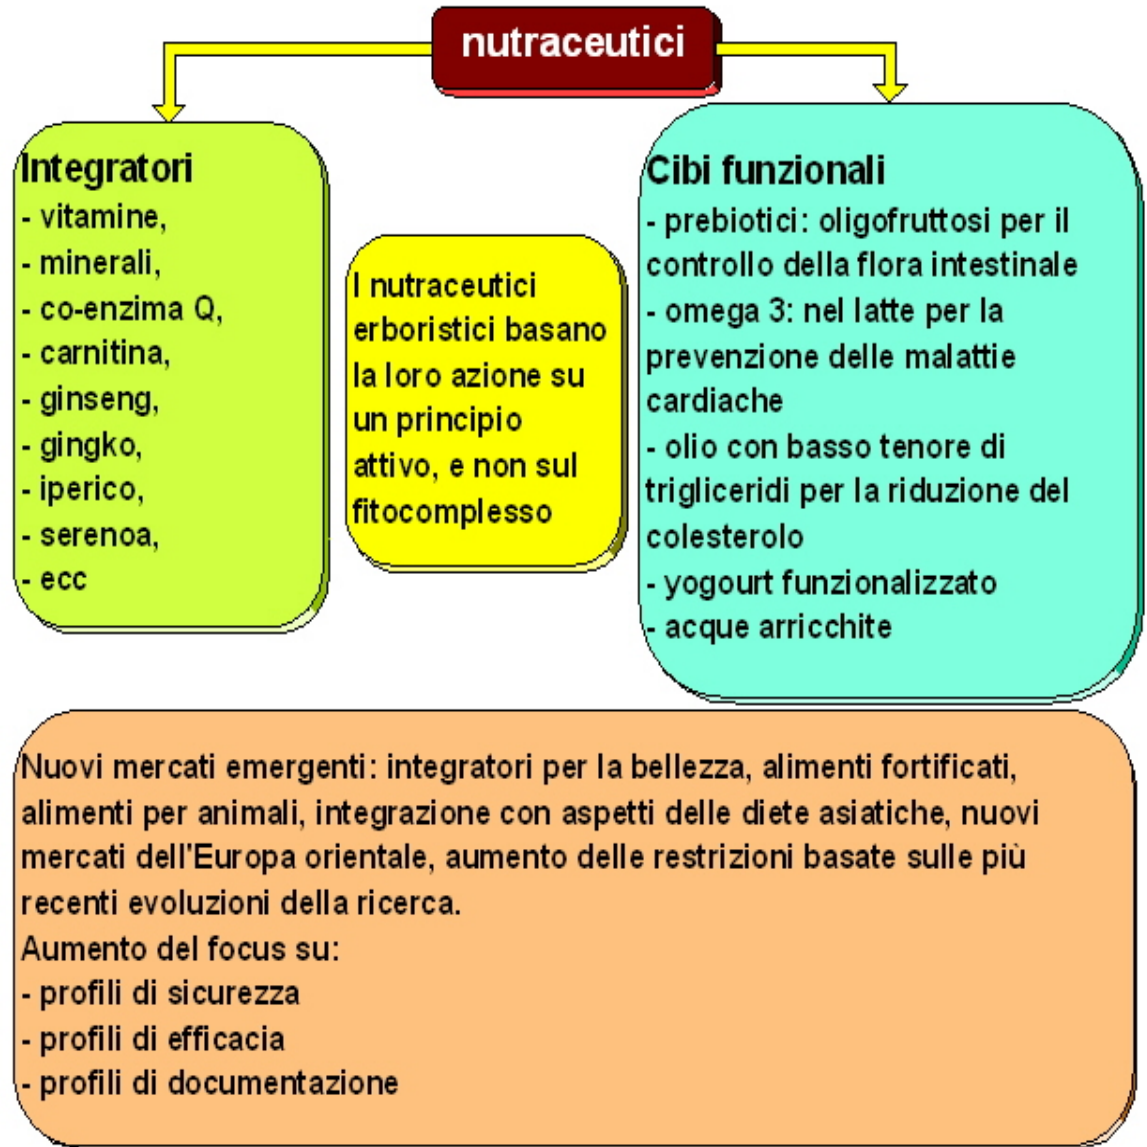 nutraceutici
Integratori
- vitamine,
- minerali,
- co-enzima Q,
- carnitina,
- ginseng,
- gingko,
- iperico,
- serenoa,
- ecc
I nutraceutici
erboristici basano
la loro azione su
un principio
attivo, e non sul
fitocomplesso
Cibi funzionali
- prebiotici: oligofruttosi per il
controllo della flora intestinale
- omega 3: nel latte per la
prevenzione delle malattie
cardiache
- olio con basso tenore di
trigliceridi per la riduzione del
colesterolo
- yogourt funzionalizzato
- acque arricchite
Nuovi mercati emergenti: integratori per la bellezza, alimenti fortificati,
alimenti per animali, integrazione con aspetti delle diete asiatiche, nuovi
mercati dell'Europa orientale, aumento delle restrizioni basate sulle più
recenti evoluzioni della ricerca.
Aumento del focus su:
- profili di sicurezza
- profili di efficacia
- profili di documentazione